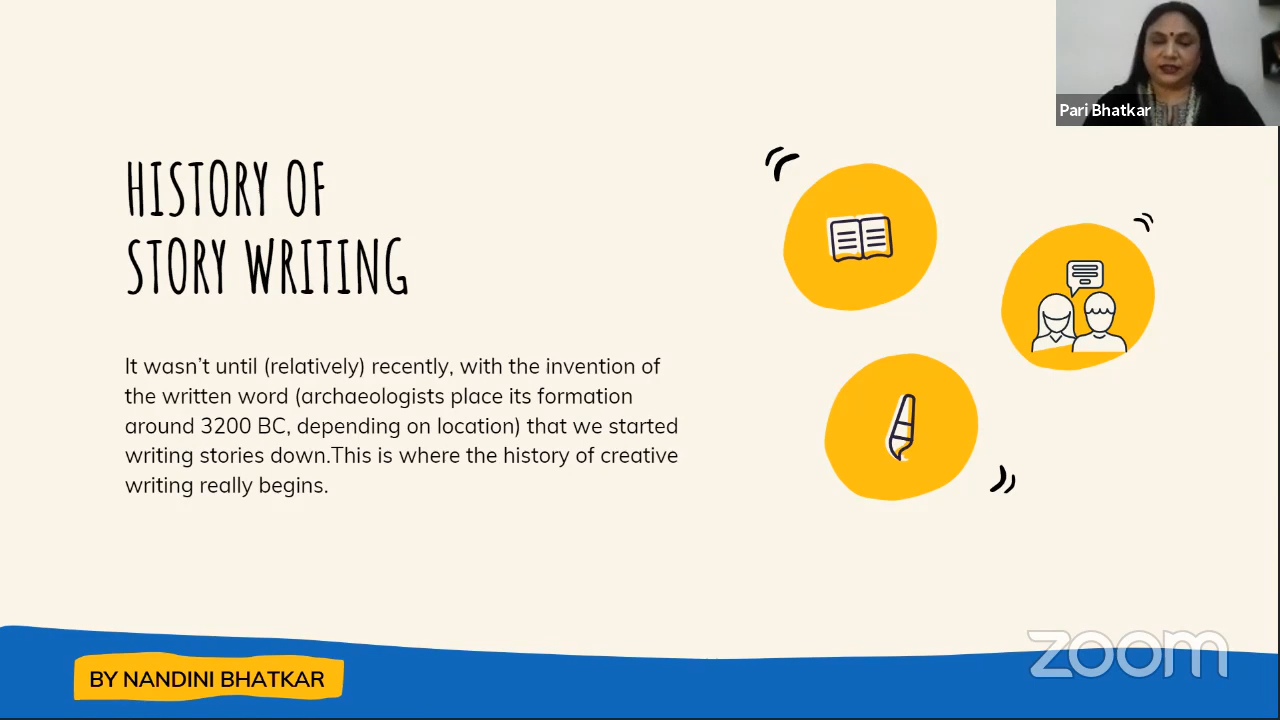 Pari Bhatkar
HISTORY OF
STORY WRITING
It wasn't until (relatively) recently, with the invention of
the written word (archaeologists place its formation
around 3200 BC, depending on location) that we started
writing stories down.This is where the history of creative
writing really begins.
BY NANDINI BHATKAR
zoom